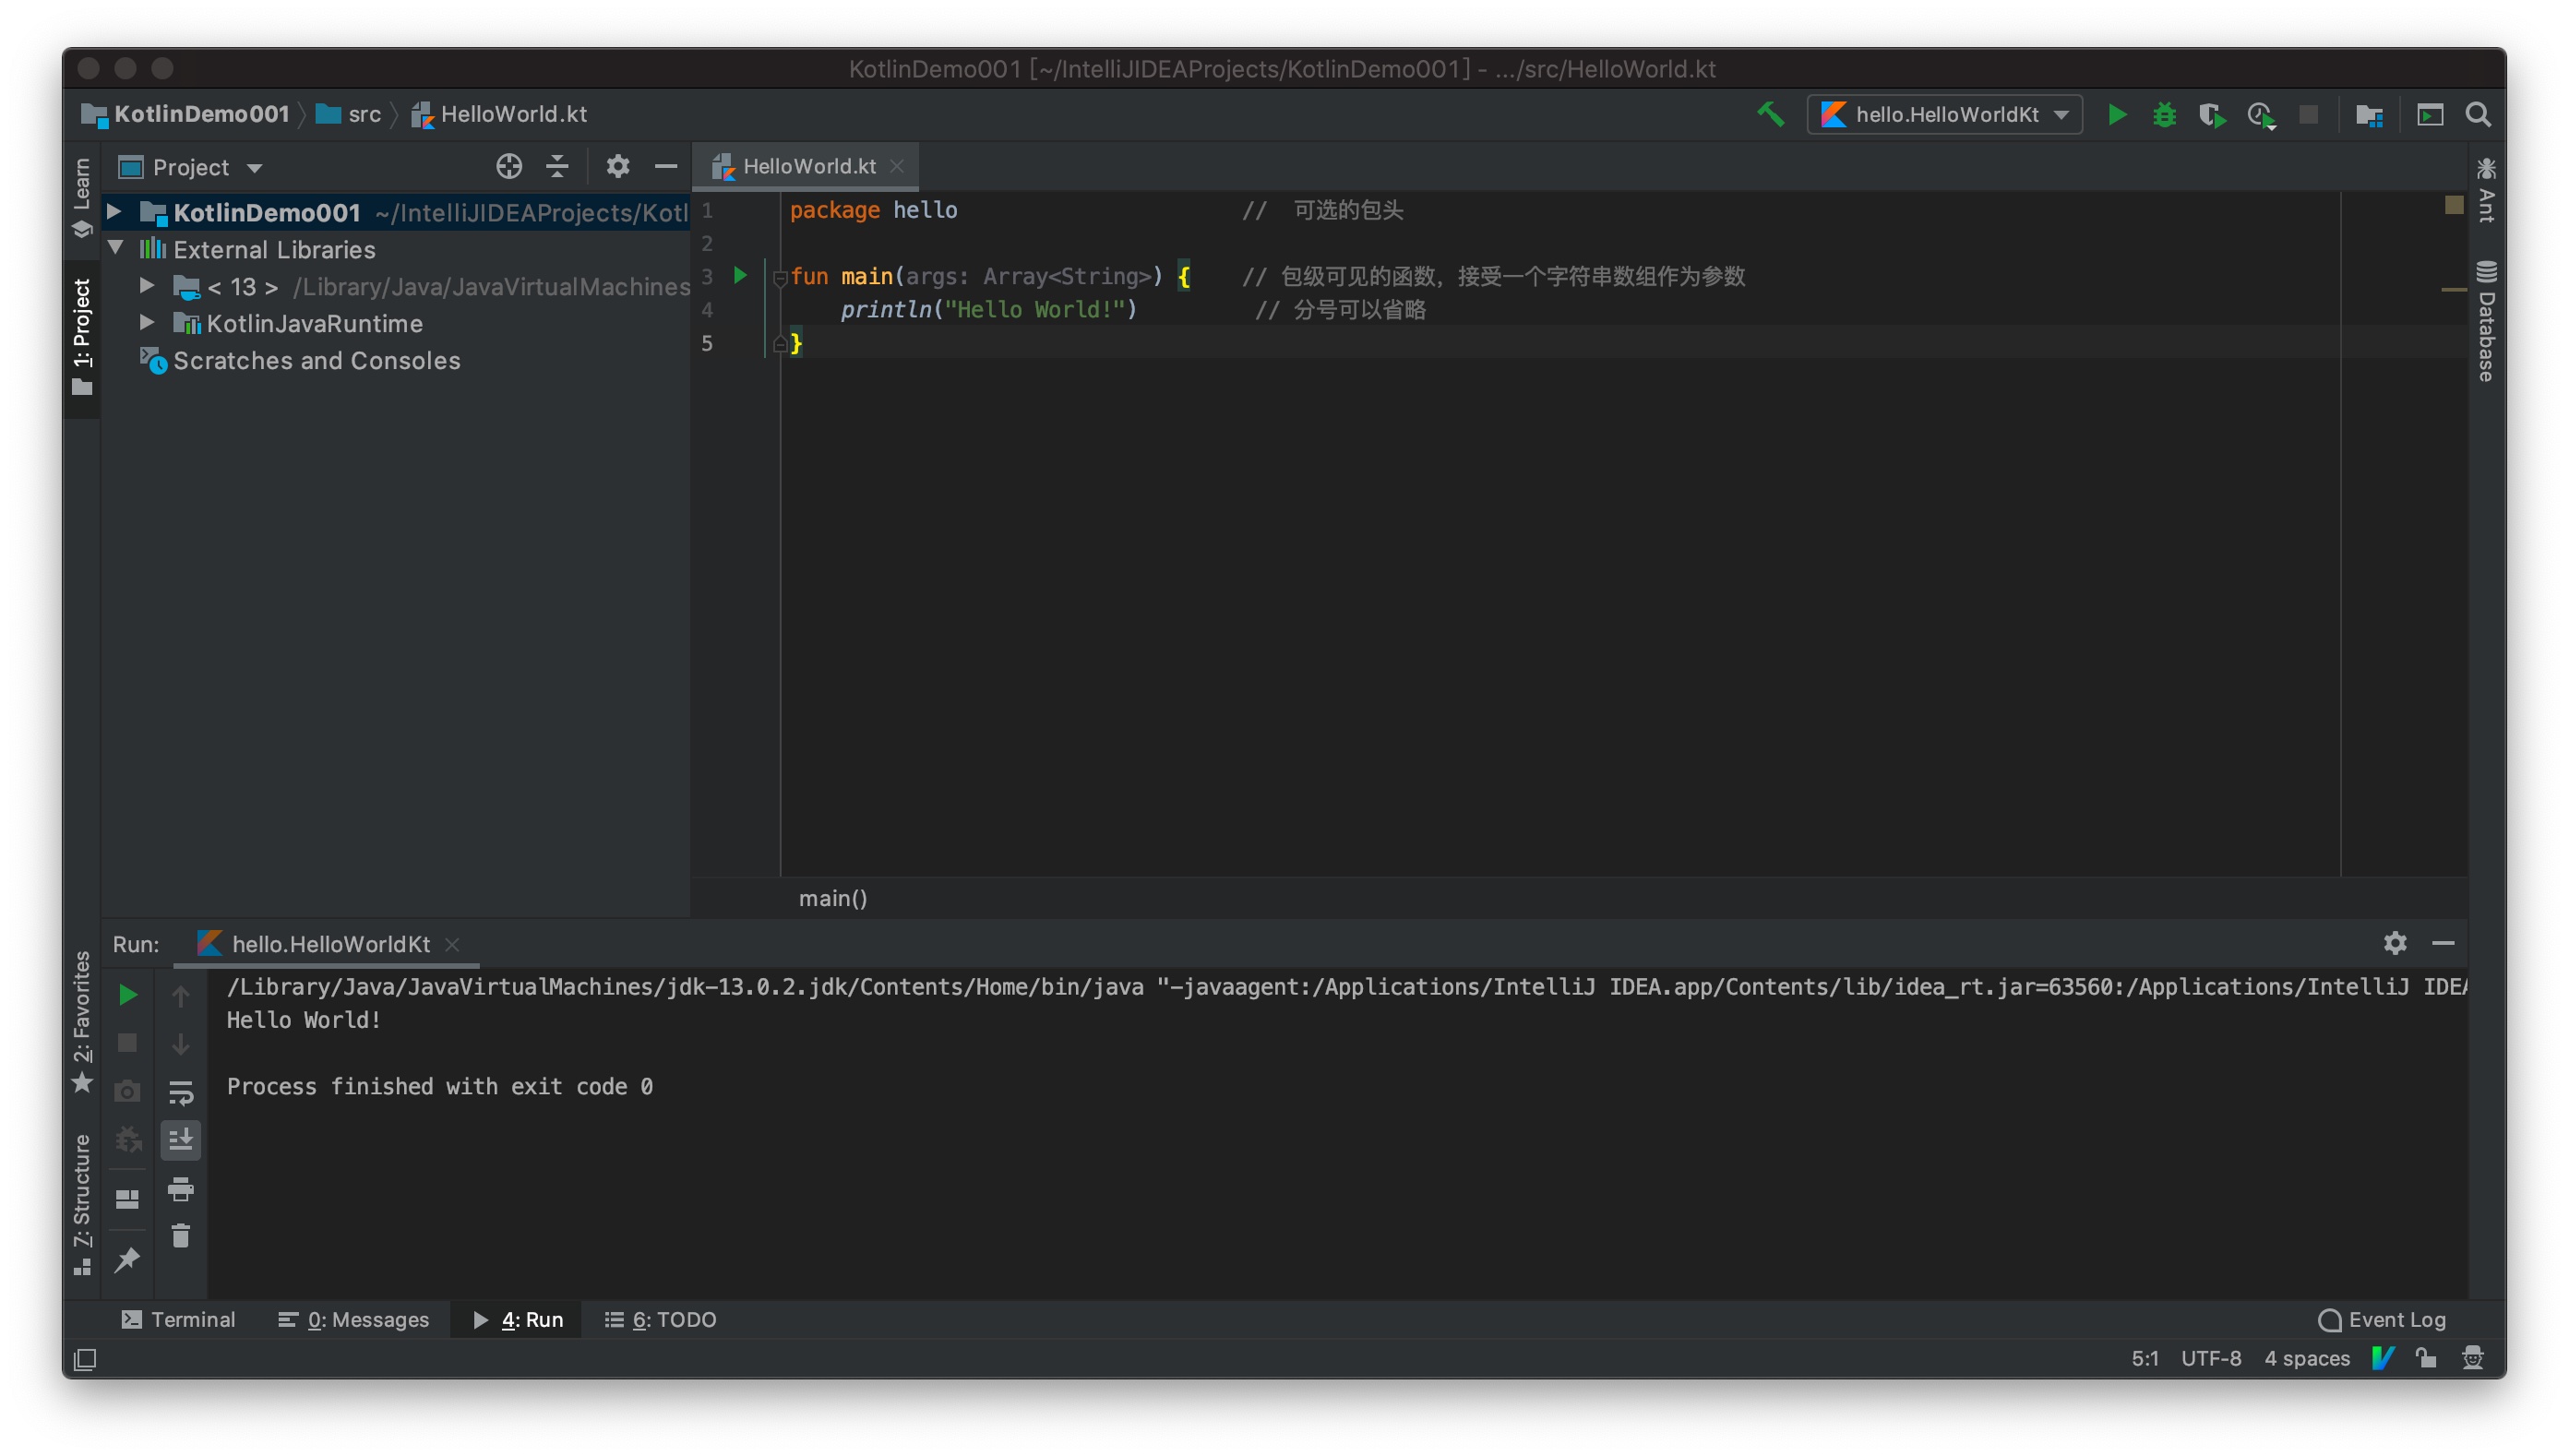 KotlinDemo001 [~/IntelliJIDEAProjects/KotlinDemo001] - .../src/HelloWorld.kt
KotlinDemo001 src HelloWorld.kt
hello.HelloWorldKt
Learn
1: Project
Project
KotlinDemo001 ~/IntelliJIDEAProjects/Kotl
External Libraries
< 13 > /Library/Java/JavaVirtualMachines
KotlinJavaRuntime
Scratches and Consoles
HelloWorld.kt
1 package hello // 可选的包头
2
3 fun main(args: Array<String>) { // 包级可见的函数，接受一个字符串数组作为参数
4 println("Hello World!") // 分号可以省略
5 }
main()
Ant
Database
2: Favorites
7: Structure
Run: hello.HelloWorldKt
/Library/Java/JavaVirtualMachines/jdk-13.0.2.jdk/Contents/Home/bin/java "-javaagent:/Applications/IntelliJ IDEA.app/Contents/lib/idea_rt.jar=63560:/Applications/IntelliJ IDEA
Hello World!
Process finished with exit code 0
Terminal 0: Messages 4: Run 6: TODO Event Log
5:1 UTF-8 4 spaces